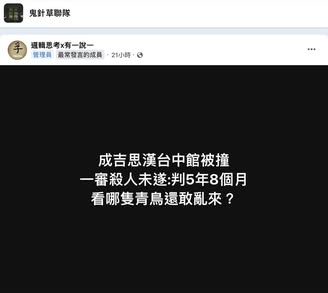 鬼針草聯隊
邏輯思考x有一說一
管理員 最常發言的成員 · 21小時 ·
成吉思漢台中館被撞
一審殺人未遂:判5年8個月
看哪隻青鳥還敢亂來？